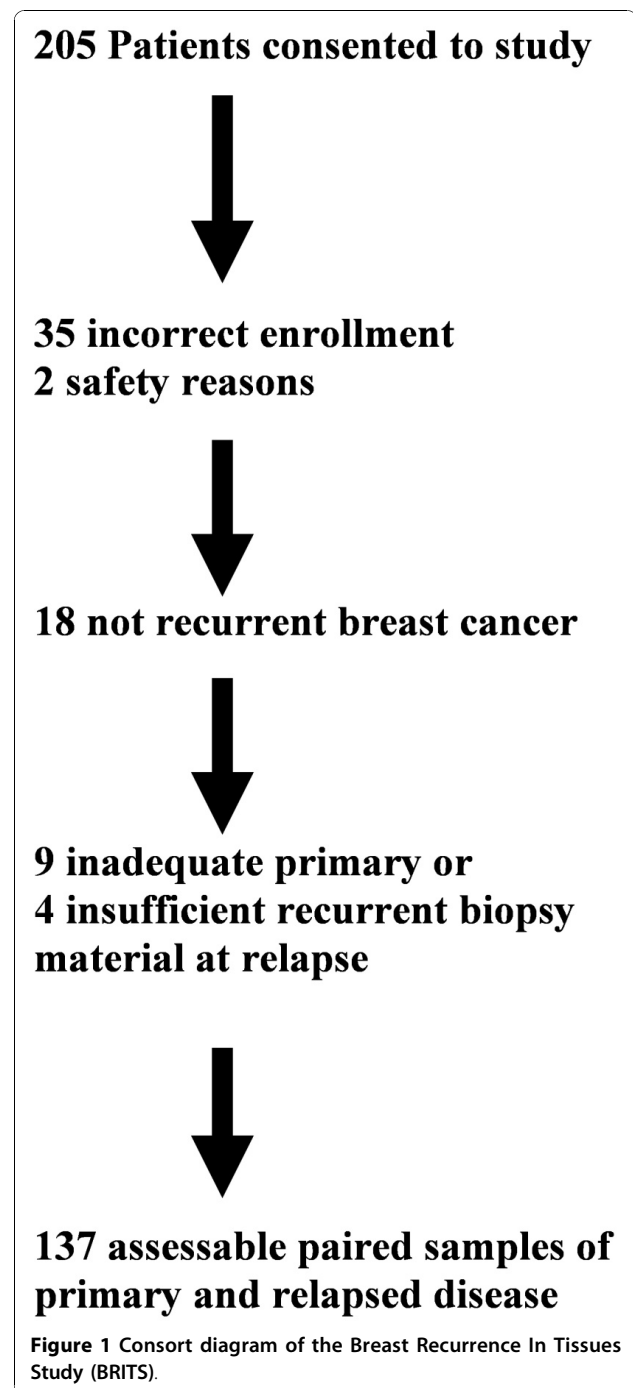 205 Patients consented to study
35 incorrect enrollment
2 safety reasons
18 not recurrent breast cancer
9 inadequate primary or
4 insufficient recurrent biopsy
material at relapse
137 assessable paired samples of
primary and relapsed disease
Figure 1 Consort diagram of the Breast Recurrence In Tissues
Study (BRITS).